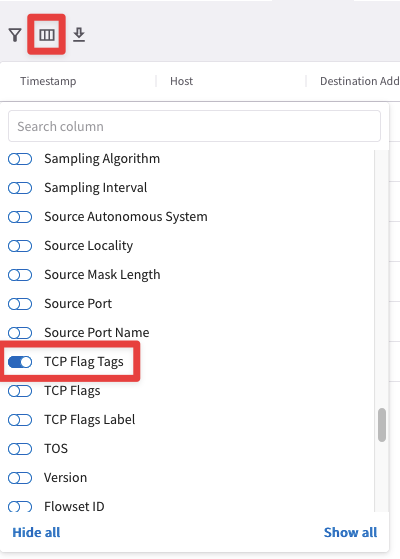 Timestamp Host Destination Add
Search column
Sampling Algorithm
Sampling Interval
Source Autonomous System
Source Locality
Source Mask Length
Source Port
Source Port Name
TCP Flag Tags
TCP Flags
TCP Flags Label
TOS
Version
Flowset ID
Hide all Show all